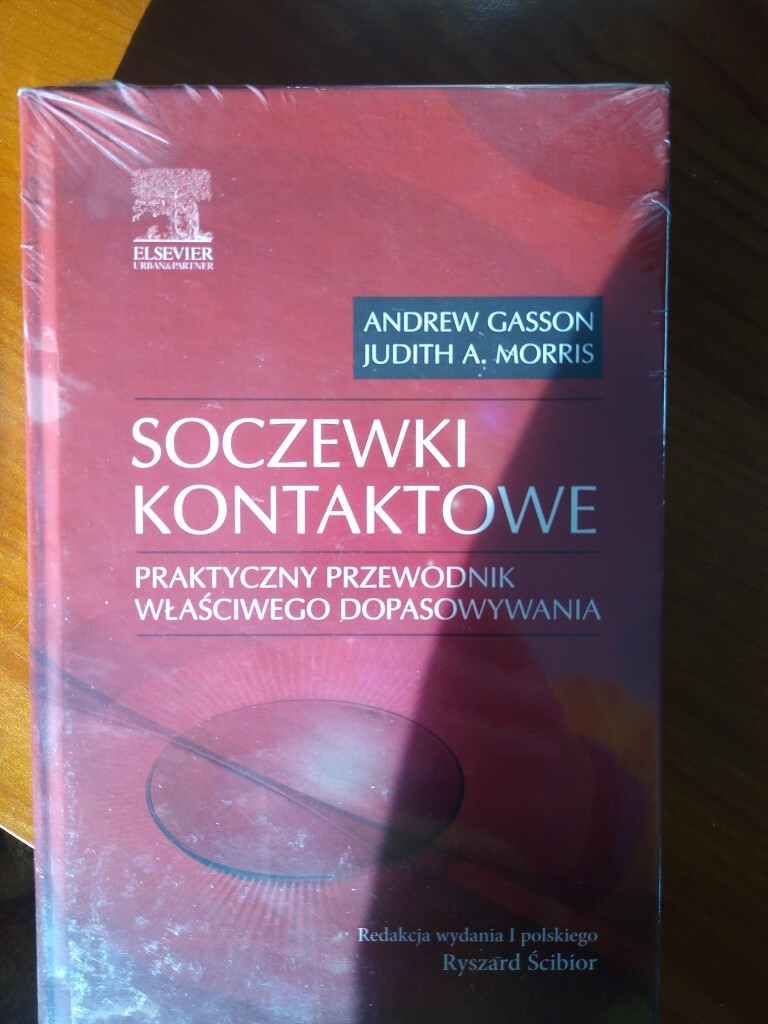 ELSEVIER
URBAN&PARTNER
ANDREW GASSON
JUDITH A. MORRIS
SOCZEWKI
KONTAKTOWE
PRAKTYCZNY PRZEWODNIK
WŁAŚCIWEGO DOPASOWYWANIA
Redakcja wydania I polskiego
Ryszard Ścibior